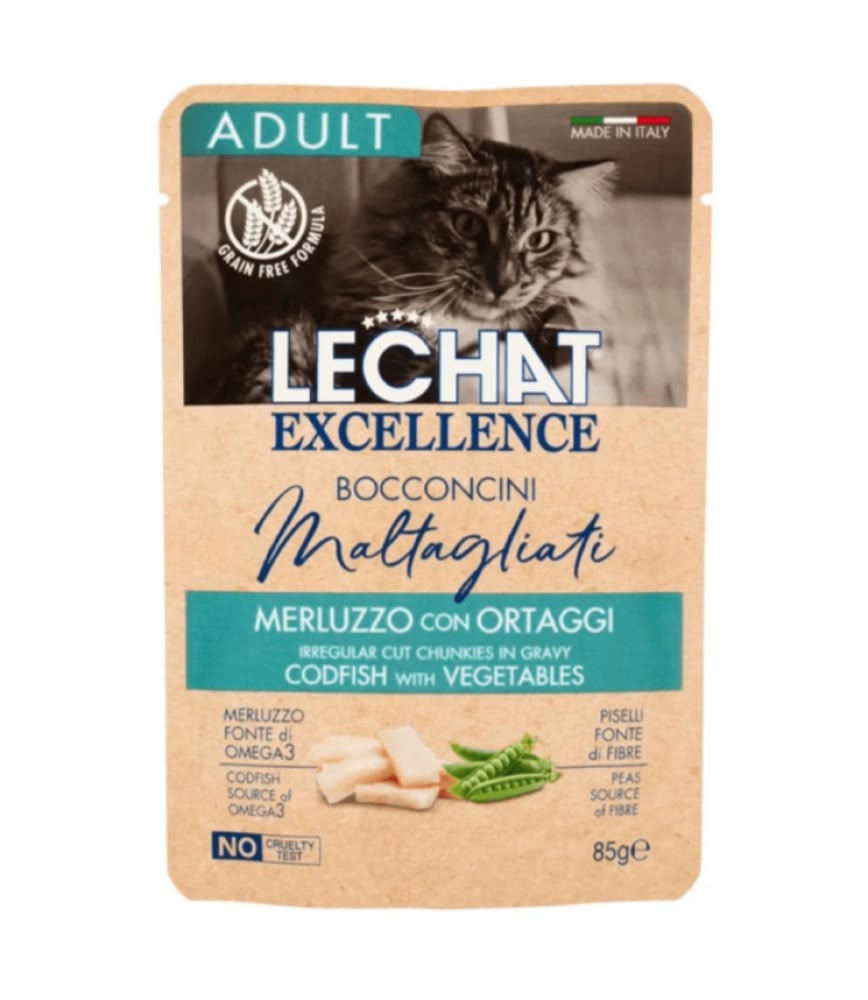 ADULT
MADE IN ITALY
GRAIN FREE FORMULA
LECHAT
EXCELLENCE
BOCCONCINI
Maltagliati
MERLUZZO CON ORTAGGI
IRREGULAR CUT CHUNKIES IN GRAVY
CODFISH WITH VEGETABLES
MERLUZZO
FONTE di
OMEGA3
CODFISH
SOURCE of
OMEGA3
PISELLI
FONTE
di FIBRE
PEAS
SOURCE
of FIBRE
NO CRUELTY
TEST
85g℮